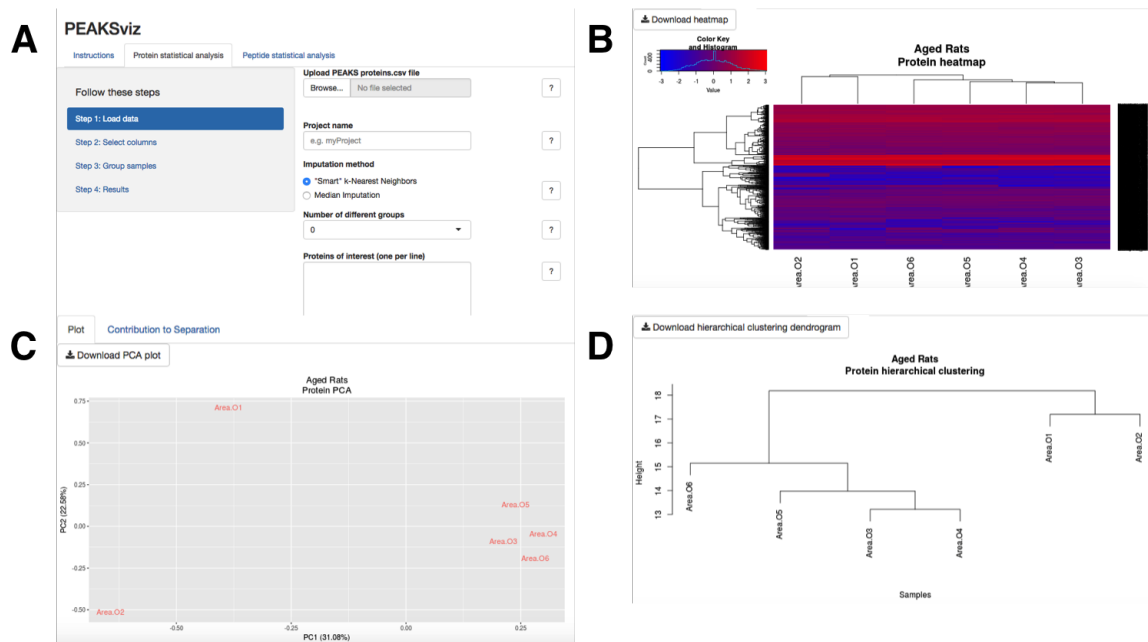 A
PEAKSviz
Instructions
Protein statistical analysis
Peptide statistical analysis
Follow these steps
Step 1: Load data
Step 2: Select columns
Step 3: Group samples
Step 4: Results
Upload PEAKS proteins.csv file
Browse... No file selected
?
Project name
e.g. myProject
?
Imputation method
"Smart" k-Nearest Neighbors
Median Imputation
?
Number of different groups
0
?
Proteins of interest (one per line)
?
B
Download heatmap
Color Key
and Histogram
Count
0 400
-3 -2 -1 0 1 2 3
Value
Aged Rats
Protein heatmap
Area.O2
Area.O1
Area.O6
Area.O5
Area.O4
Area.O3
C
Plot
Contribution to Separation
Download PCA plot
Aged Rats
Protein PCA
PC2 (22.58%)
0.75
0.50
0.25
0.00
-0.25
-0.50
Area.O1
Area.O5
Area.O4
Area.O3
Area.O6
Area.O2
-0.50 -0.25 0.00 0.25
PC1 (31.08%)
D
Download hierarchical clustering dendrogram
Aged Rats
Protein hierarchical clustering
Height
18
17
16
15
14
13
Area.O6
Area.O5
Area.O3
Area.O4
Area.O1
Area.O2
Samples